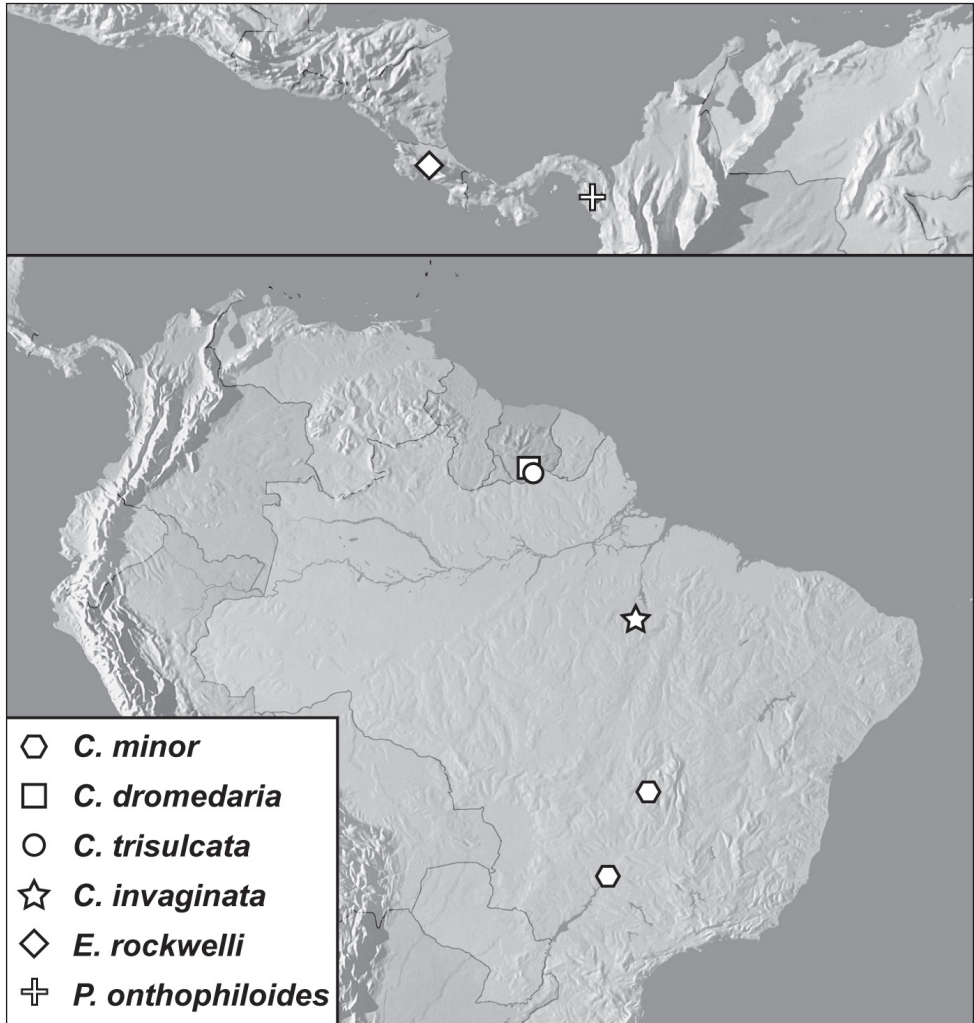 C. minor
C. dromedaria
C. trisulcata
C. invaginata
E. rockwelli
P. onthophiloides